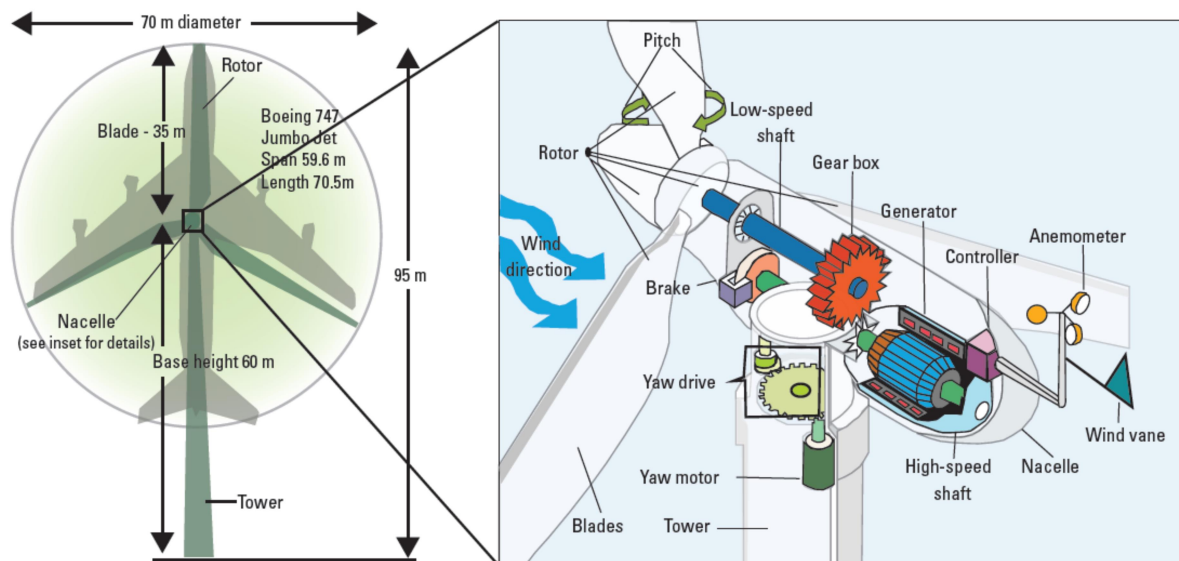 70 m diameter
Rotor
Blade - 35 m
Boeing 747
Jumbo Jet
Span 59.6 m
Length 70.5m
95 m
Nacelle
(see inset for details)
Base height 60 m
Tower
Pitch
Low-speed
shaft
Rotor
Gear box
Generator
Anemometer
Controller
Wind
direction
Brake
Yaw drive
Wind vane
High-speed
shaft
Nacelle
Yaw motor
Blades
Tower